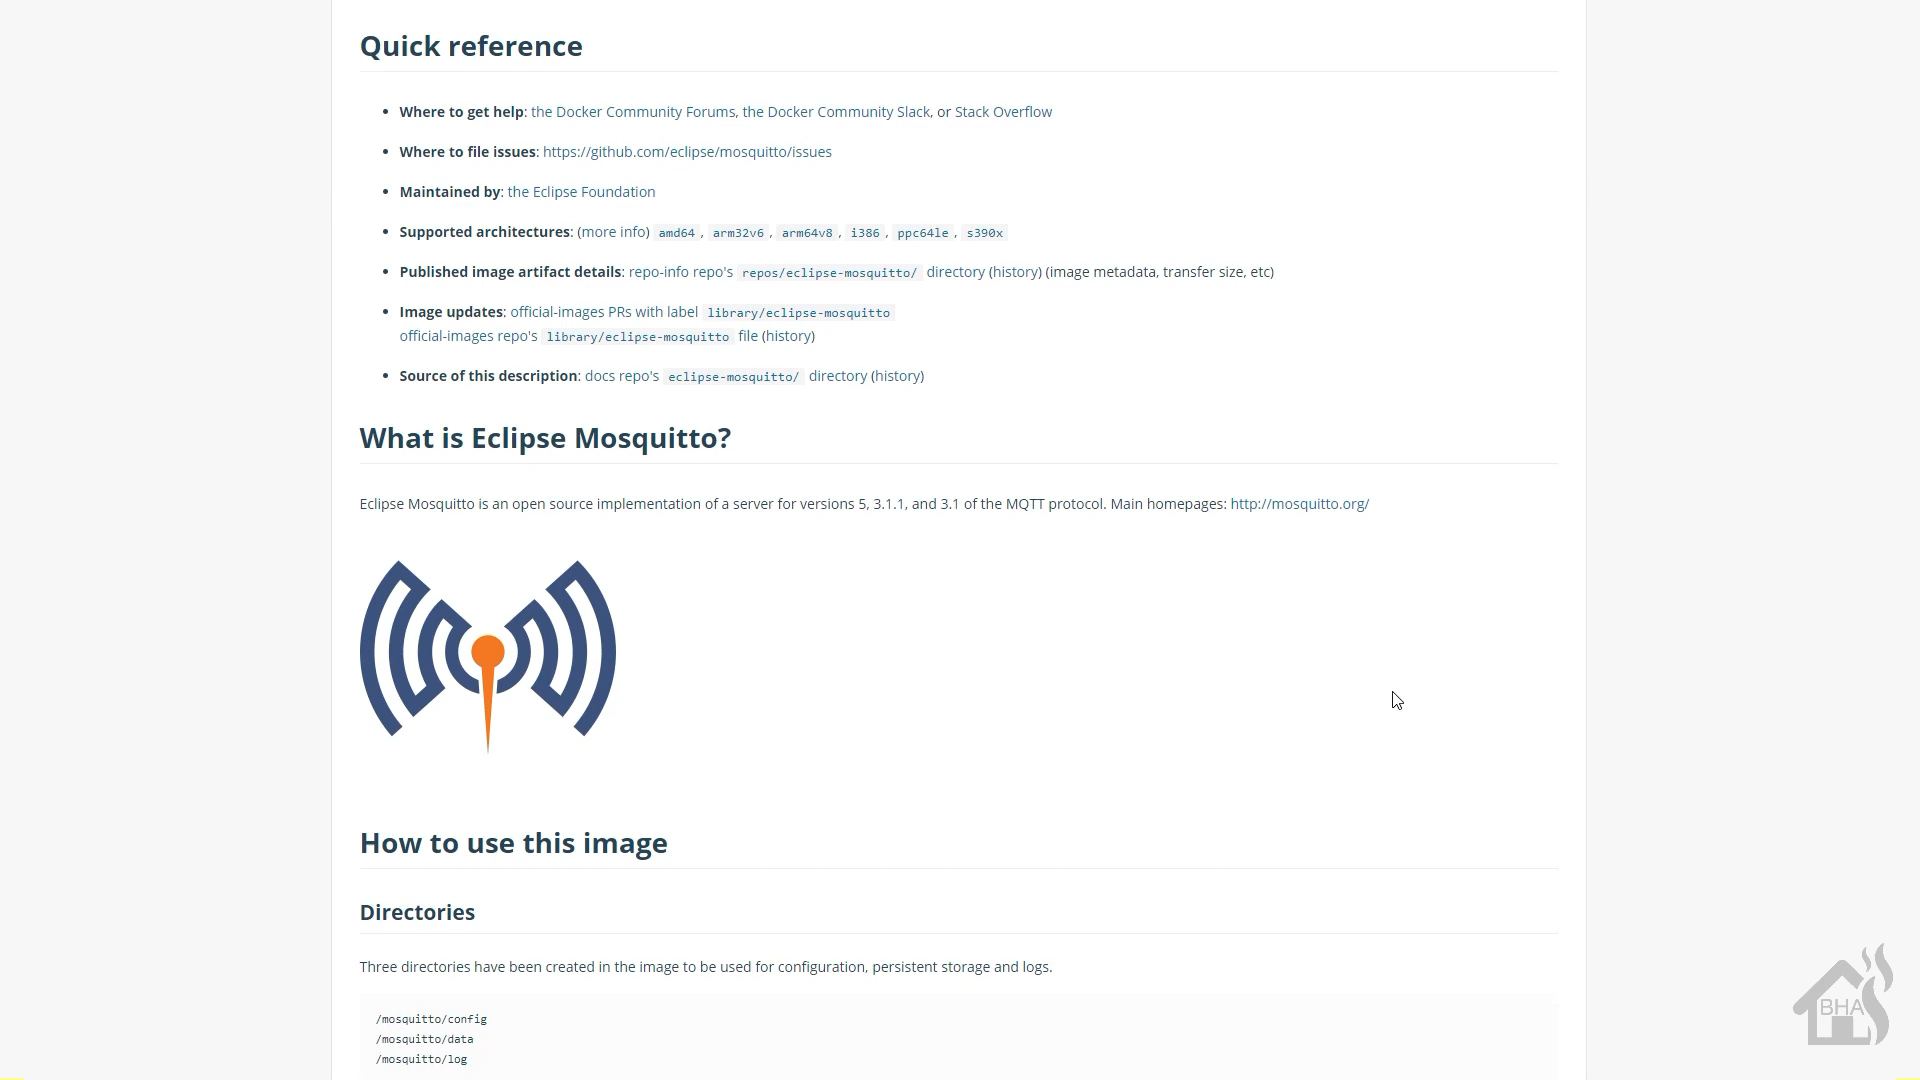 Quick reference
Where to get help: the Docker Community Forums, the Docker Community Slack, or Stack Overflow
Where to file issues: https://github.com/eclipse/mosquitto/issues
Maintained by: the Eclipse Foundation
Supported architectures: (more info) amd64 , arm32v6 , arm64v8 , i386 , ppc64le , s390x
Published image artifact details: repo-info repo's repos/eclipse-mosquitto/ directory (history) (image metadata, transfer size, etc)
Image updates: official-images PRs with label library/eclipse-mosquitto
official-images repo's library/eclipse-mosquitto file (history)
Source of this description: docs repo's eclipse-mosquitto/ directory (history)
What is Eclipse Mosquitto?
Eclipse Mosquitto is an open source implementation of a server for versions 5, 3.1.1, and 3.1 of the MQTT protocol. Main homepages: http://mosquitto.org/
How to use this image
Directories
Three directories have been created in the image to be used for configuration, persistent storage and logs.
/mosquitto/config
/mosquitto/data
/mosquitto/log
BHA